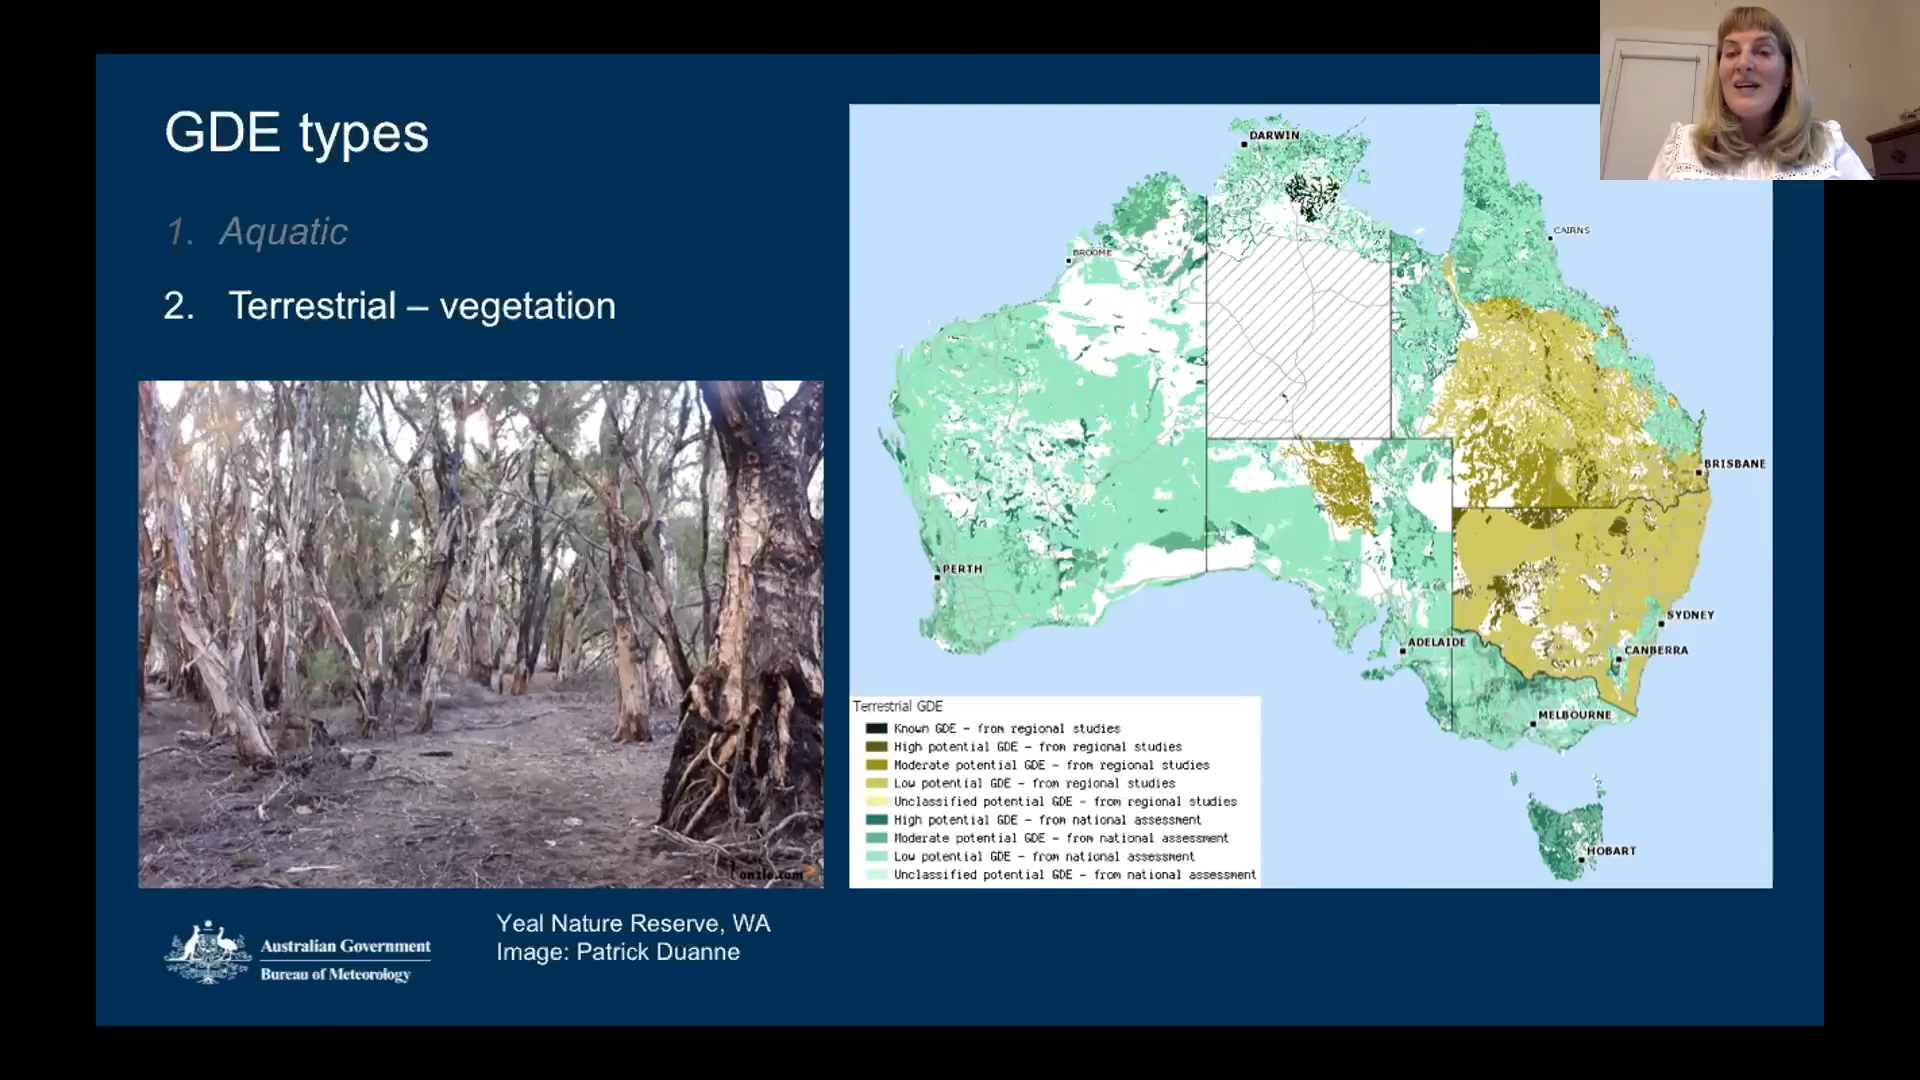 GDE types
1. Aquatic
2. Terrestrial – vegetation
DARWIN
CAIRNS
BROOME
BRISBANE
PERTH
SYDNEY
ADELAIDE
CANBERRA
MELBOURNE
HOBART
Terrestrial GDE
Known GDE - from regional studies
High potential GDE - from regional studies
Moderate potential GDE - from regional studies
Low potential GDE - from regional studies
Unclassified potential GDE - from regional studies
High potential GDE - from national assessment
Moderate potential GDE - from national assessment
Low potential GDE - from national assessment
Unclassified potential GDE - from national assessment
Yeal Nature Reserve, WA
Image: Patrick Duanne
Australian Government
Bureau of Meteorology